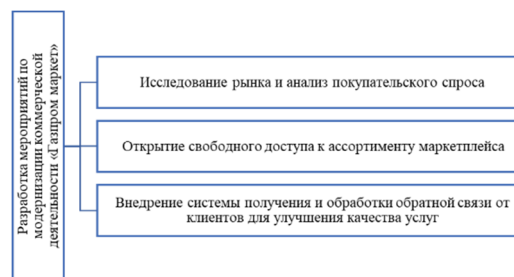 Разработка мероприятий по
модернизации коммерческой
деятельности «Газпром маркет»
Исследование рынка и анализ покупательского спроса
Открытие свободного доступа к ассортименту маркетплейса
Внедрение системы получения и обработки обратной связи от
клиентов для улучшения качества услуг